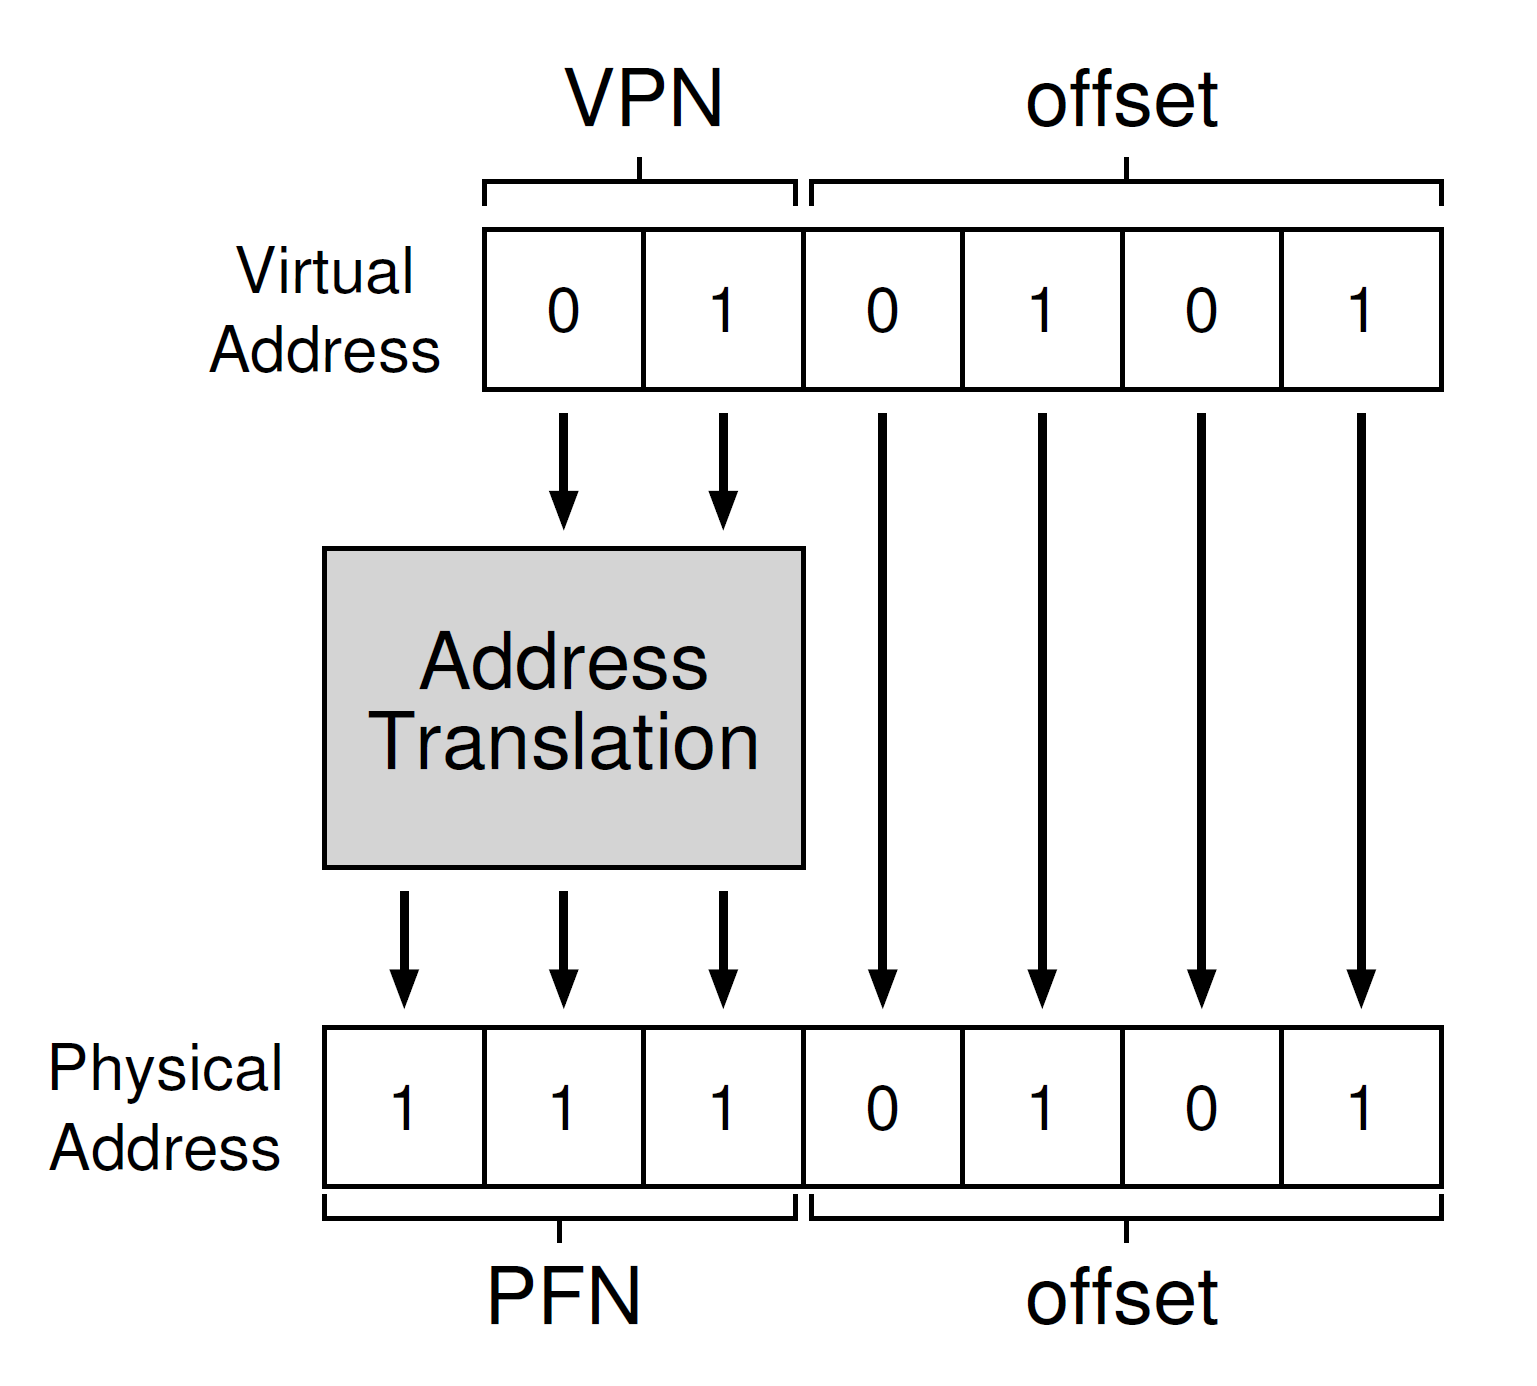 VPN offset
Virtual
Address
0 1 0 1 0 1
Address
Translation
Physical
Address
1 1 1 0 1 0 1
PFN offset